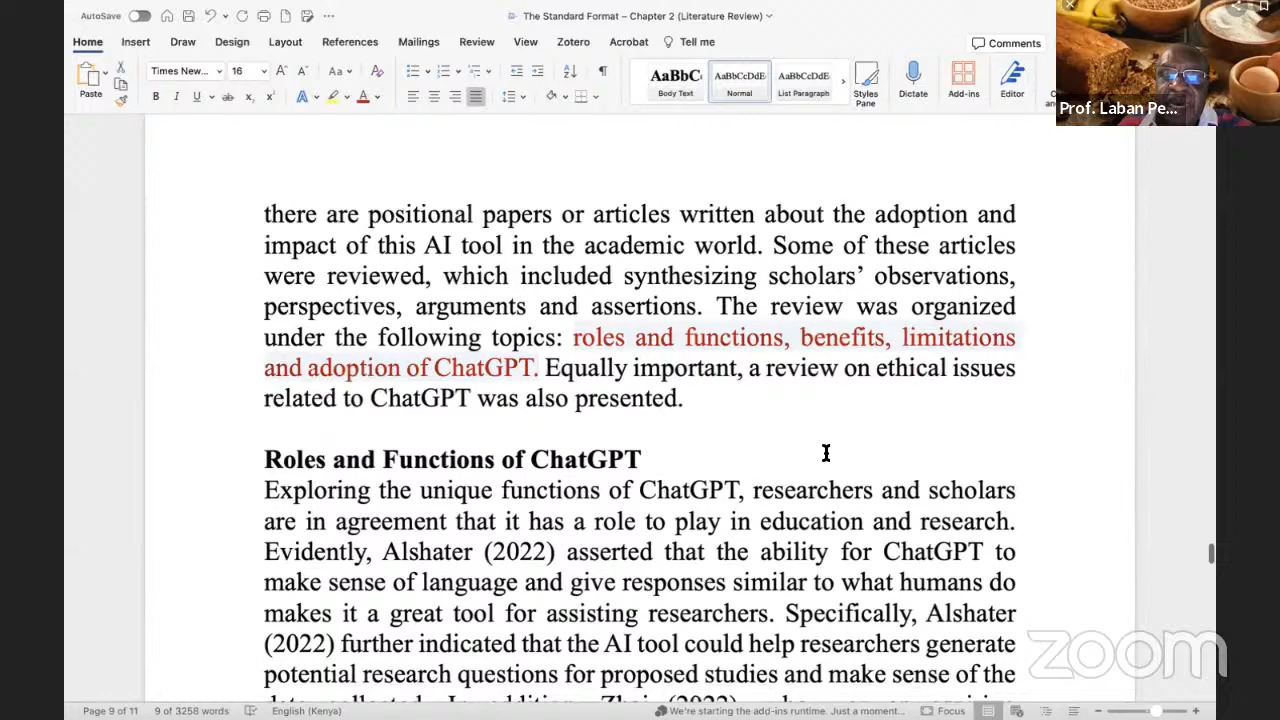 AutoSave
The Standard Format – Chapter 2 (Literature Review)
Home Insert Draw Design Layout References Mailings Review View Zotero Acrobat Tell me
Comments
Paste
Times New... 16
AaBbC AaBbCcDdE AaBbCcDdE
Body Text Normal List Paragraph
Styles Pane
Dictate
Add-ins
Editor
Prof. Laban Pe...
there are positional papers or articles written about the adoption and
impact of this AI tool in the academic world. Some of these articles
were reviewed, which included synthesizing scholars’ observations,
perspectives, arguments and assertions. The review was organized
under the following topics: roles and functions, benefits, limitations
and adoption of ChatGPT. Equally important, a review on ethical issues
related to ChatGPT was also presented.
Roles and Functions of ChatGPT
Exploring the unique functions of ChatGPT, researchers and scholars
are in agreement that it has a role to play in education and research.
Evidently, Alshater (2022) asserted that the ability for ChatGPT to
make sense of language and give responses similar to what humans do
makes it a great tool for assisting researchers. Specifically, Alshater
(2022) further indicated that the AI tool could help researchers generate
potential research questions for proposed studies and make sense of the
zoom
Page 9 of 11 9 of 3258 words English (Kenya) We're starting the add-ins runtime. Just a moment... Focus